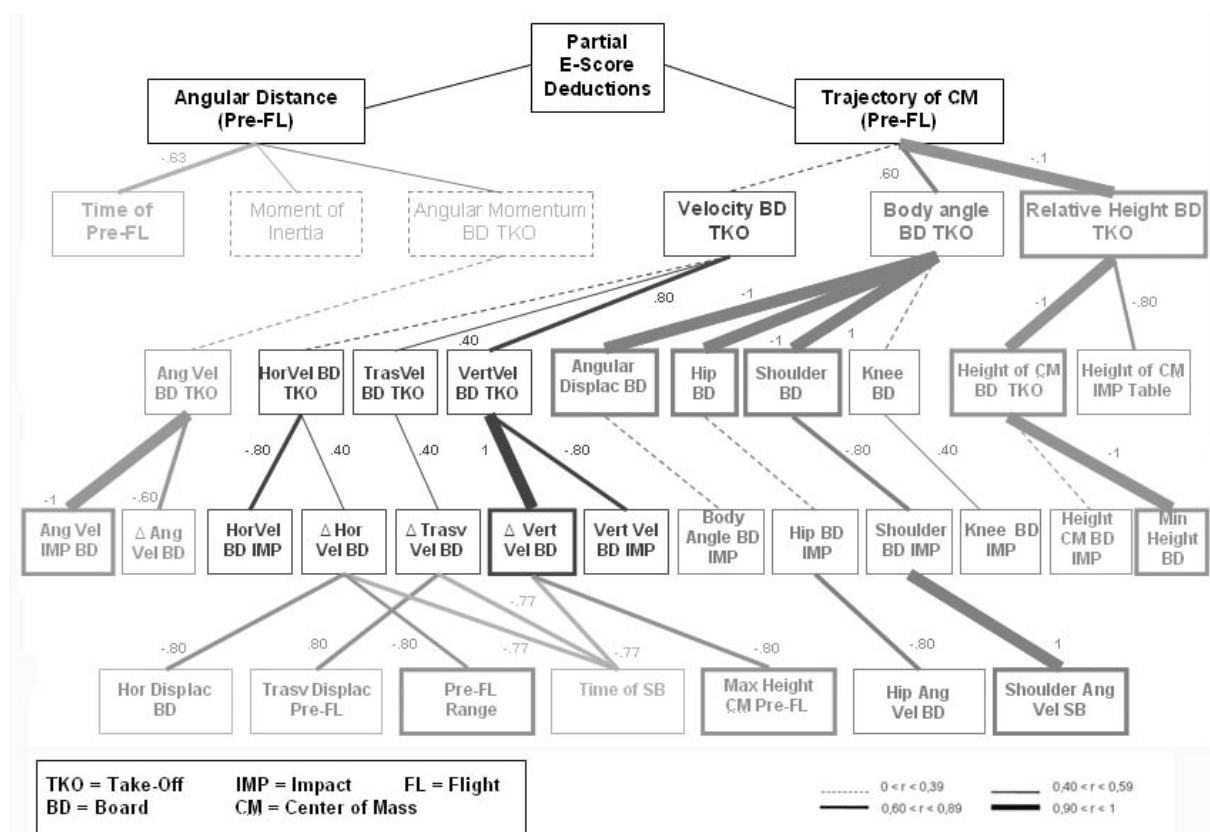 Partial
E-Score
Deductions
Angular Distance
(Pre-FL)
Trajectory of CM
(Pre-FL)
-.63
.60
-.1
Time of
Pre-FL
Moment of
Inertia
Angular Momentum
BD TKO
Velocity BD
TKO
Body angle
BD TKO
Relative Height BD
TKO
.80
-1
-1
-.80
.40
-1
1
Ang Vel
BD TKO
HorVel BD
TKO
TrasVel
BD TKO
VertVel
BD TKO
Angular
Displac BD
Hip
BD
Shoulder
BD
Knee
BD
Height of CM
BD TKO
Height of CM
IMP Table
-1
-.60
-.80
.40
.40
1
-.80
-.80
.40
-1
Ang Vel
IMP BD
Δ Ang
Vel BD
HorVel
BD IMP
Δ Hor
Vel BD
Δ Trasv
Vel BD
Δ Vert
Vel BD
Vert Vel
BD IMP
Body
Angle BD
IMP
Hip BD
IMP
Shoulder
BD IMP
Knee BD
IMP
Height
CM BD
IMP
Min
Height
BD
-.77
-.80
.80
-.80
-.77
-.77
-.80
-.80
1
Hor Displac
BD
Trasv Displac
Pre-FL
Pre-FL
Range
Time of SB
Max Height
CM Pre-FL
Hip Ang
Vel BD
Shoulder Ang
Vel SB
TKO = Take-Off IMP = Impact FL = Flight
BD = Board CM = Center of Mass
0 < r < 0,39 0,40 < r < 0,59
0,60 < r < 0,89 0,90 < r < 1